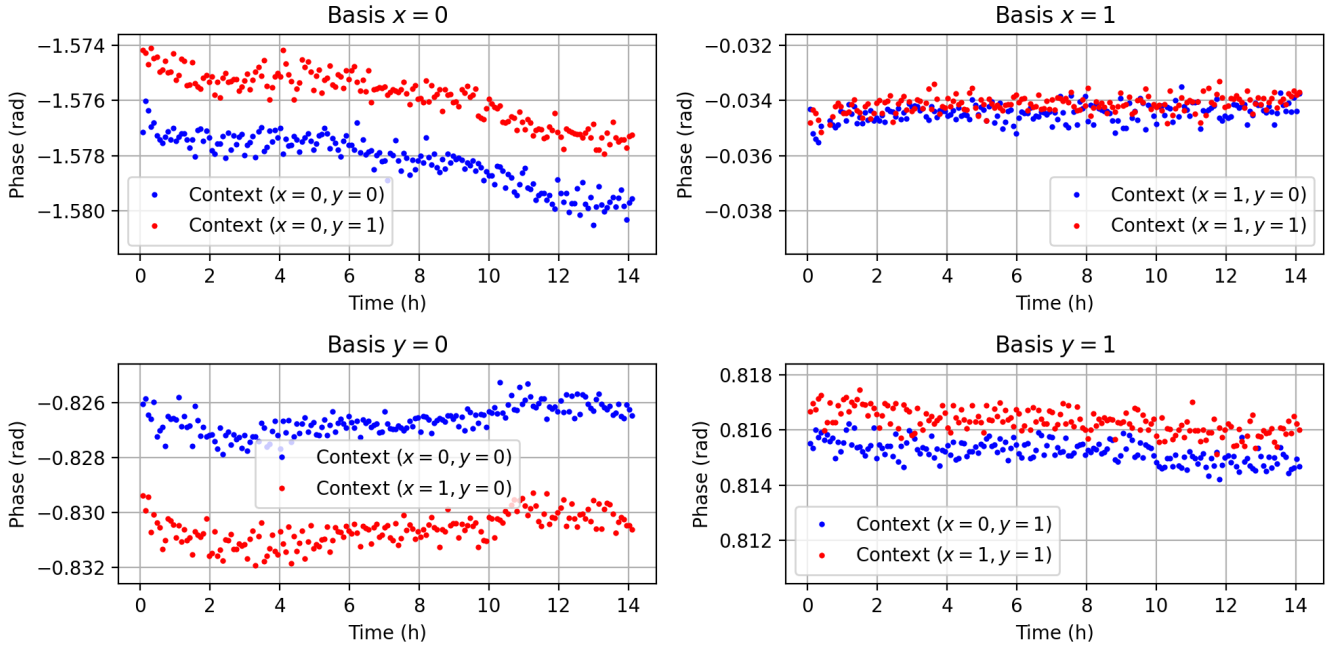 Basis x = 0
−1.574
−1.576
−1.578
−1.580
Phase (rad)
Context (x = 0, y = 0)
Context (x = 0, y = 1)
0 2 4 6 8 10 12 14
Time (h)
Basis x = 1
−0.032
−0.034
−0.036
−0.038
Phase (rad)
Context (x = 1, y = 0)
Context (x = 1, y = 1)
0 2 4 6 8 10 12 14
Time (h)
Basis y = 0
−0.826
−0.828
−0.830
−0.832
Phase (rad)
Context (x = 0, y = 0)
Context (x = 1, y = 0)
0 2 4 6 8 10 12 14
Time (h)
Basis y = 1
0.818
0.816
0.814
0.812
Phase (rad)
Context (x = 0, y = 1)
Context (x = 1, y = 1)
0 2 4 6 8 10 12 14
Time (h)